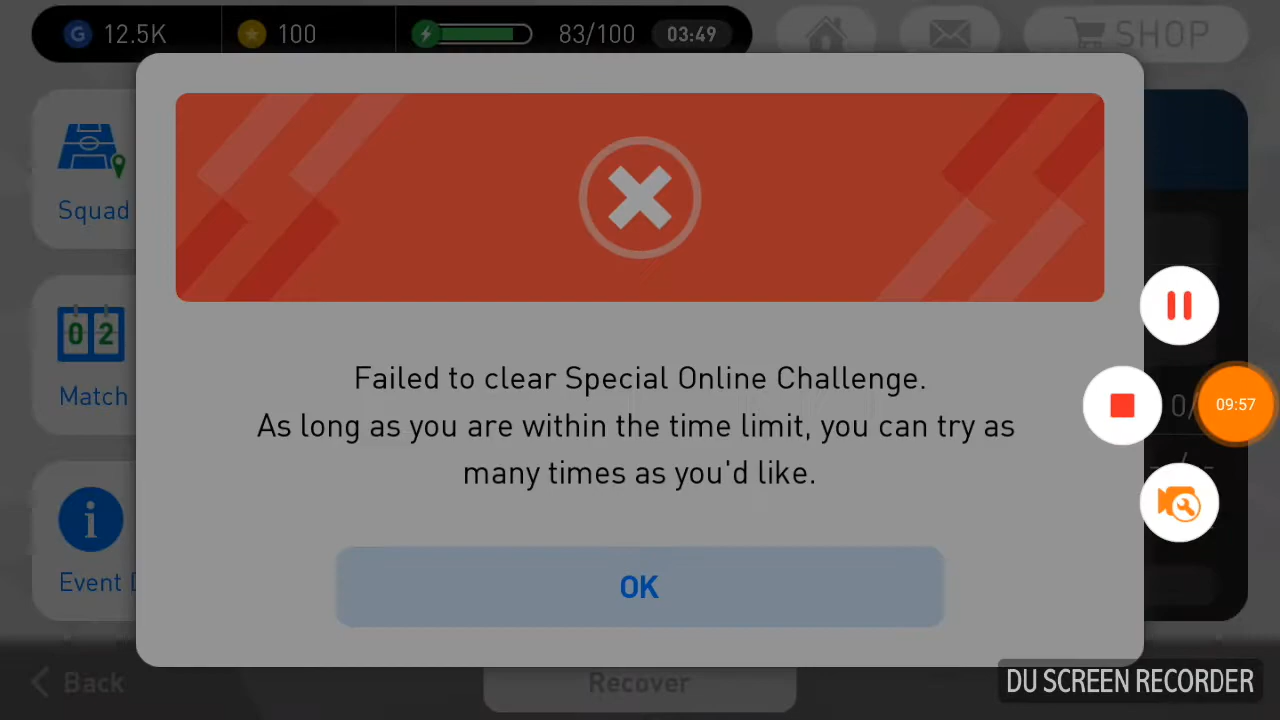 12.5K
100
83/100
03:49
SHOP
Squad
Match
02
Event
Failed to clear Special Online Challenge.
As long as you are within the time limit, you can try as
many times as you'd like.
OK
09:57
0/
Back
Recover
DU SCREEN RECORDER